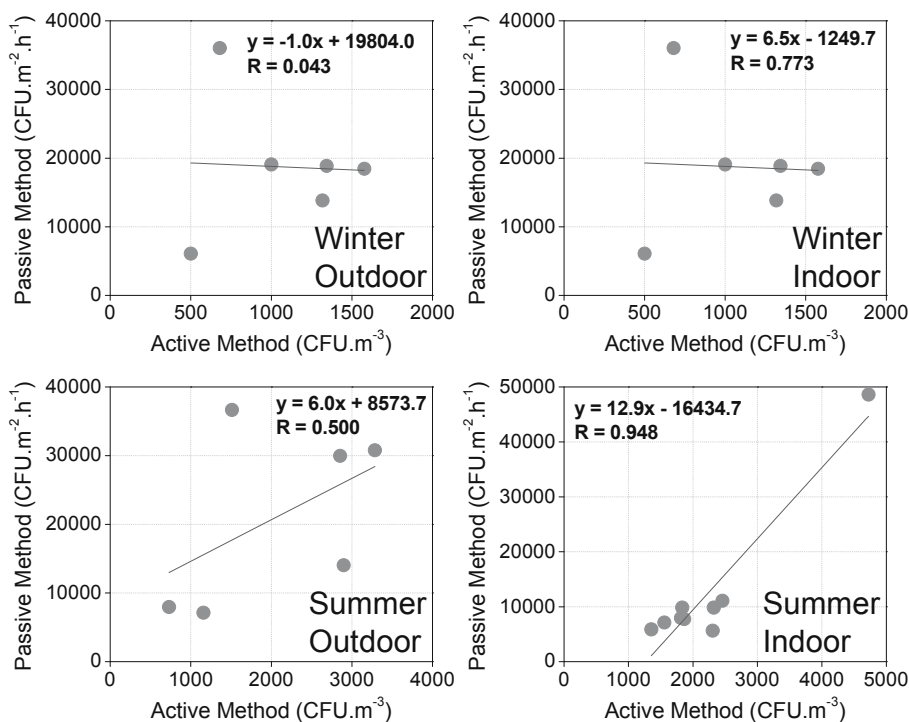 40000
30000
20000
10000
0
Passive Method (CFU.m⁻².h⁻¹)
y = -1.0x + 19804.0
R = 0.043
Winter
Outdoor
0 500 1000 1500 2000
Active Method (CFU.m⁻³)
40000
30000
20000
10000
0
Passive Method (CFU.m⁻².h⁻¹)
y = 6.5x - 1249.7
R = 0.773
Winter
Indoor
0 500 1000 1500 2000
Active Method (CFU.m⁻³)
40000
30000
20000
10000
0
Passive Method (CFU.m⁻².h⁻¹)
y = 6.0x + 8573.7
R = 0.500
Summer
Outdoor
0 1000 2000 3000 4000
Active Method (CFU.m⁻³)
50000
40000
30000
20000
10000
0
Passive Method (CFU.m⁻².h⁻¹)
y = 12.9x - 16434.7
R = 0.948
Summer
Indoor
0 1000 2000 3000 4000 5000
Active Method (CFU.m⁻³)